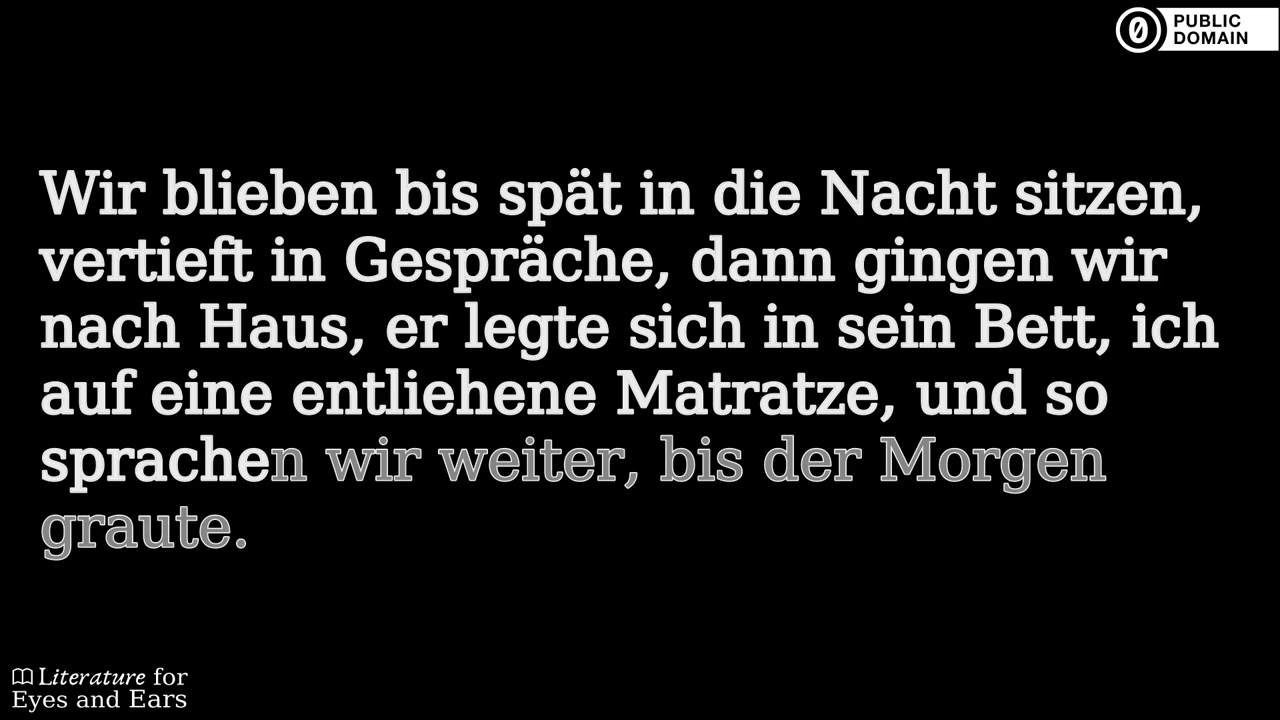 PUBLIC
DOMAIN
Wir blieben bis spät in die Nacht sitzen,
vertieft in Gespräche, dann gingen wir
nach Haus, er legte sich in sein Bett, ich
auf eine entliehene Matratze, und so
sprachen wir weiter, bis der Morgen
graute.
Literature for
Eyes and Ears